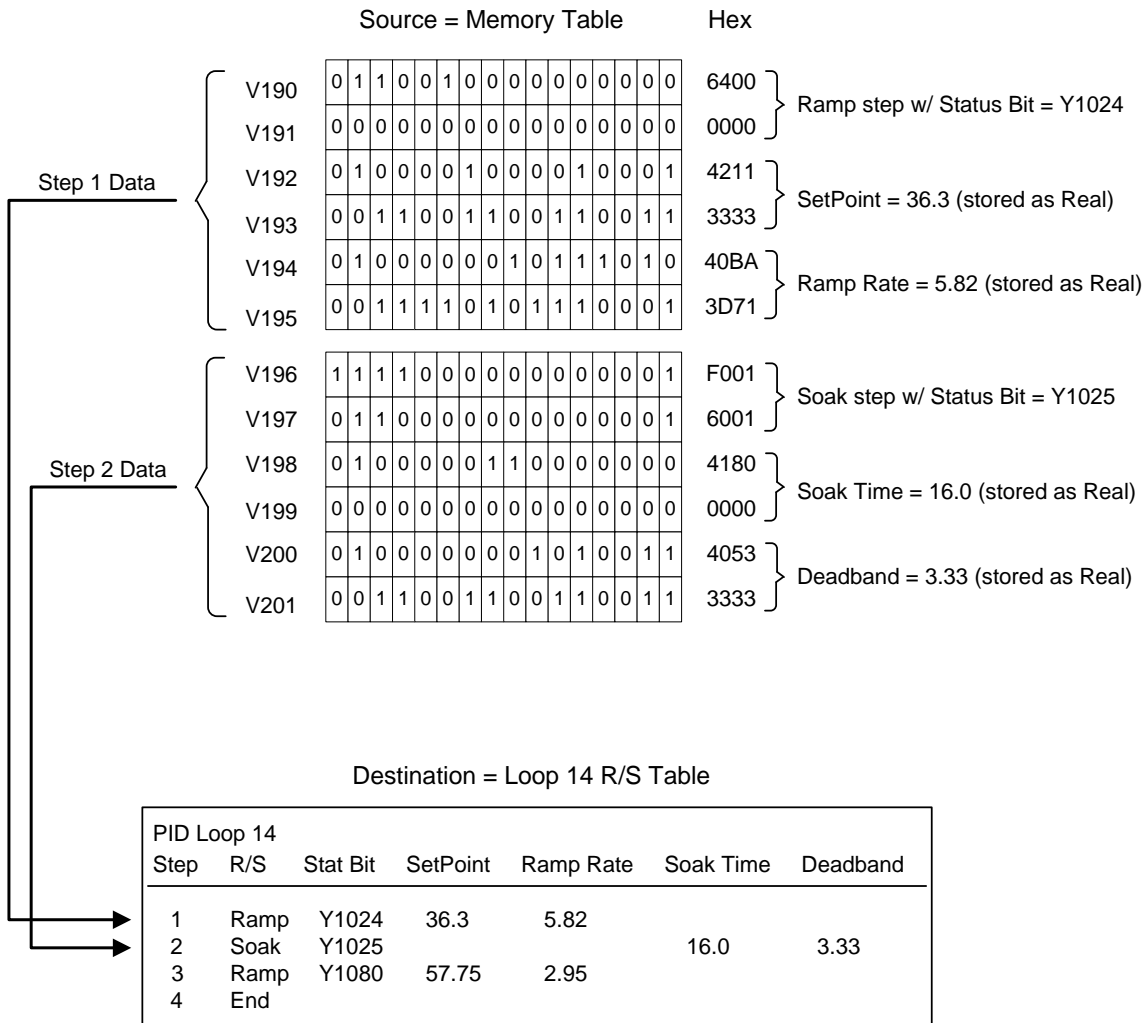 Source = Memory Table Hex
V190 0 1 1 0 0 1 0 0 0 0 0 0 0 0 0 0 6400
Ramp step w/ Status Bit = Y1024
V191 0 0 0 0 0 0 0 0 0 0 0 0 0 0 0 0 0000
Step 1 Data
V192 0 1 0 0 0 0 1 0 0 0 0 1 0 0 0 1 4211
SetPoint = 36.3 (stored as Real)
V193 0 0 1 1 0 0 1 1 0 0 1 1 0 0 1 1 3333
V194 0 1 0 0 0 0 0 0 1 0 1 1 1 0 1 0 40BA
Ramp Rate = 5.82 (stored as Real)
V195 0 0 1 1 1 1 0 1 0 1 1 1 0 0 0 1 3D71
V196 1 1 1 1 0 0 0 0 0 0 0 0 0 0 0 1 F001
Soak step w/ Status Bit = Y1025
V197 0 1 1 0 0 0 0 0 0 0 0 0 0 0 0 1 6001
Step 2 Data
V198 0 1 0 0 0 0 0 1 1 0 0 0 0 0 0 0 4180
Soak Time = 16.0 (stored as Real)
V199 0 0 0 0 0 0 0 0 0 0 0 0 0 0 0 0 0000
V200 0 1 0 0 0 0 0 0 0 1 0 1 0 0 1 1 4053
Deadband = 3.33 (stored as Real)
V201 0 0 1 1 0 0 1 1 0 0 1 1 0 0 1 1 3333
Destination = Loop 14 R/S Table
PID Loop 14
Step R/S Stat Bit SetPoint Ramp Rate Soak Time Deadband
1 Ramp Y1024 36.3 5.82
2 Soak Y1025 16.0 3.33
3 Ramp Y1080 57.75 2.95
4 End